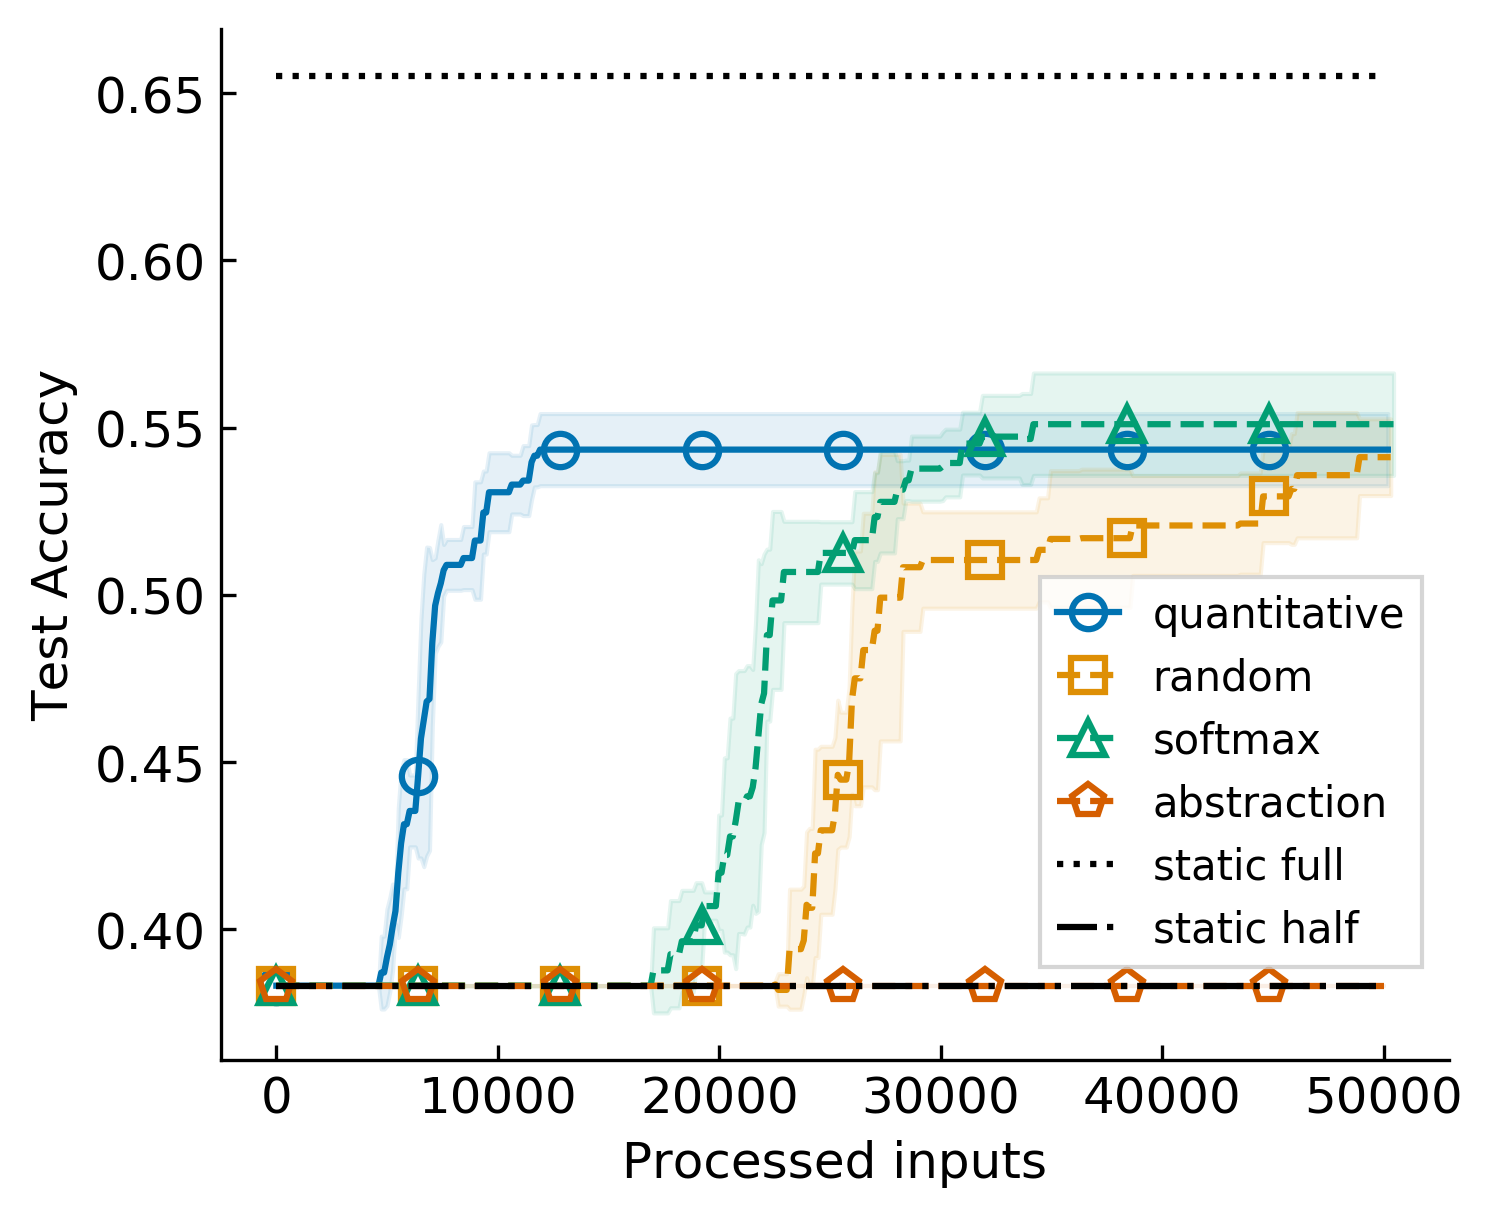 0.65
0.60
0.55
0.50
0.45
0.40
Test Accuracy
quantitative
random
softmax
abstraction
static full
static half
0 10000 20000 30000 40000 50000
Processed inputs